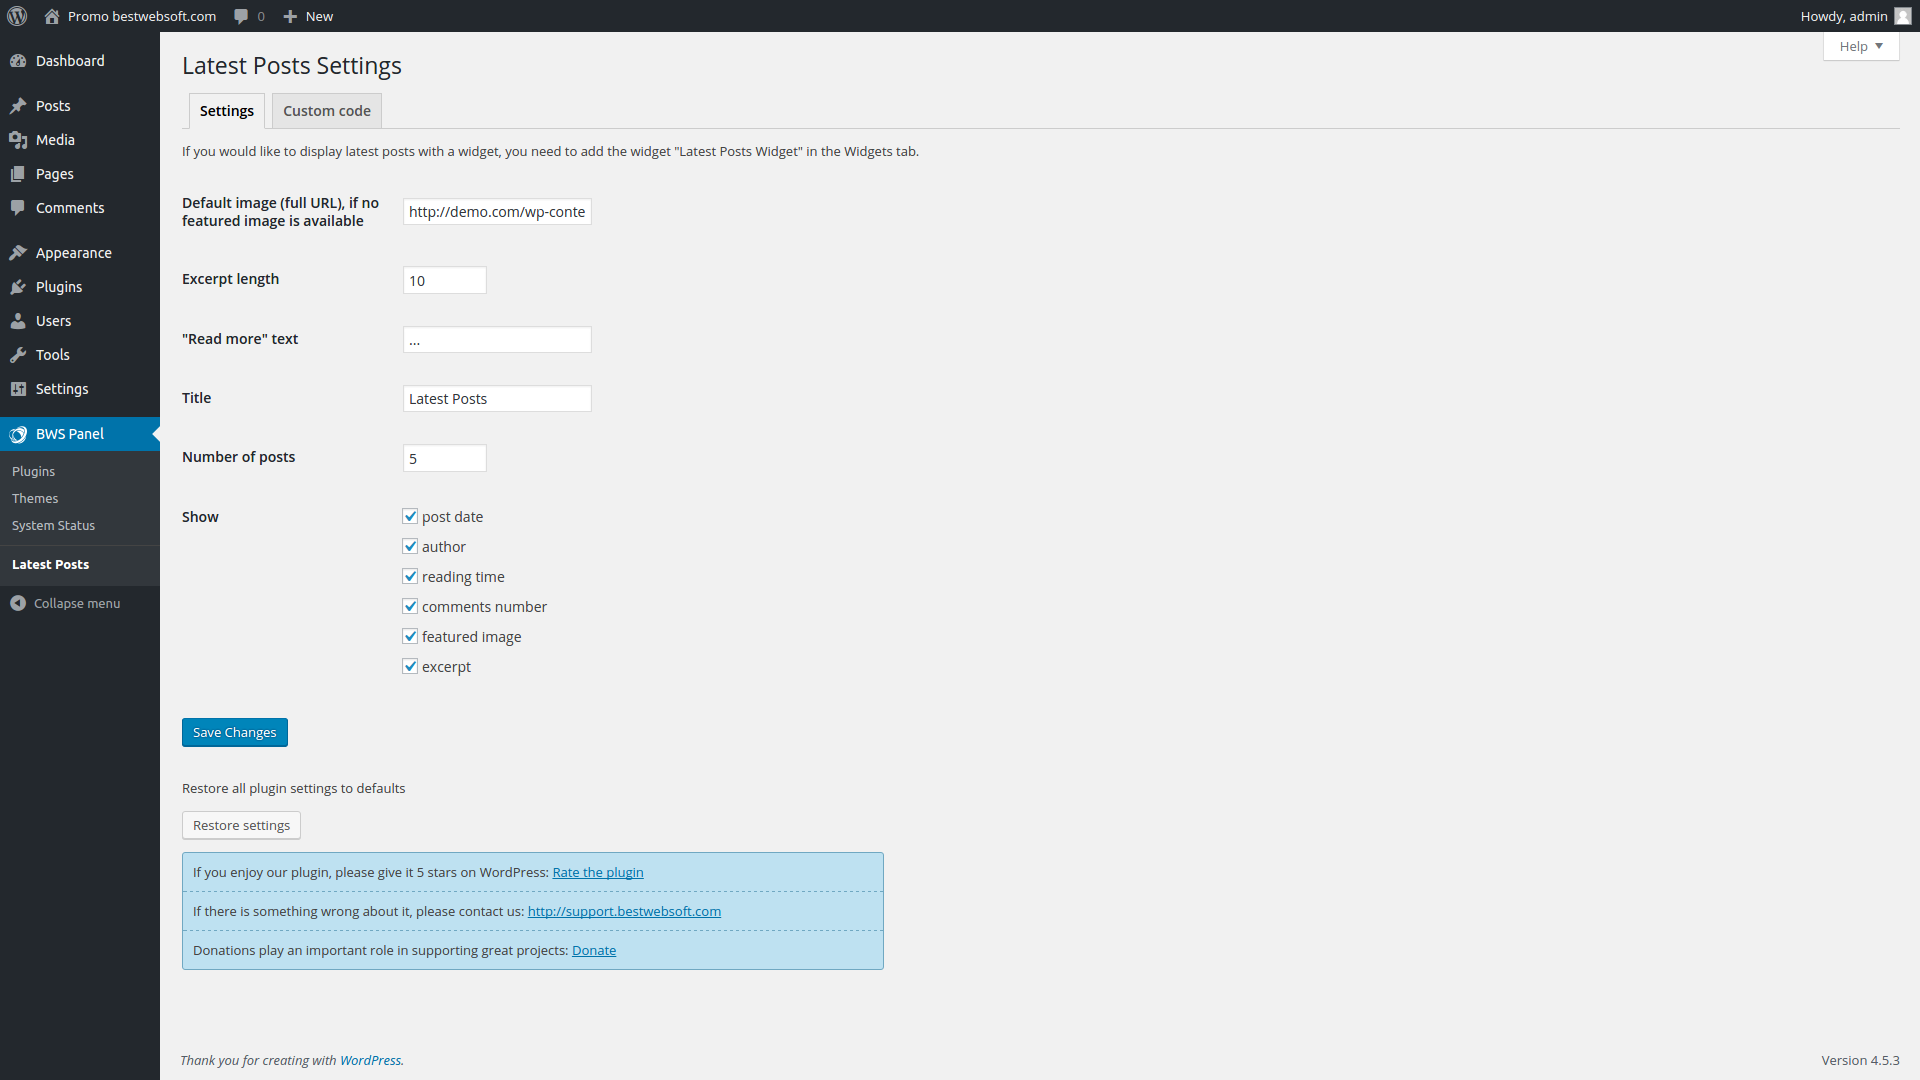 Promo bestwebsoft.com
0
New
Howdy, admin
Help
Dashboard
Posts
Media
Pages
Comments
Appearance
Plugins
Users
Tools
Settings
BWS Panel
Plugins
Themes
System Status
Latest Posts
Collapse menu
Latest Posts Settings
Settings
Custom code
If you would like to display latest posts with a widget, you need to add the widget "Latest Posts Widget" in the Widgets tab.
Default image (full URL), if no
featured image is available
http://demo.com/wp-conte
Excerpt length
10
"Read more" text
...
Title
Latest Posts
Number of posts
5
Show
post date
author
reading time
comments number
featured image
excerpt
Save Changes
Restore all plugin settings to defaults
Restore settings
If you enjoy our plugin, please give it 5 stars on WordPress: Rate the plugin
If there is something wrong about it, please contact us: http://support.bestwebsoft.com
Donations play an important role in supporting great projects: Donate
Thank you for creating with WordPress.
Version 4.5.3